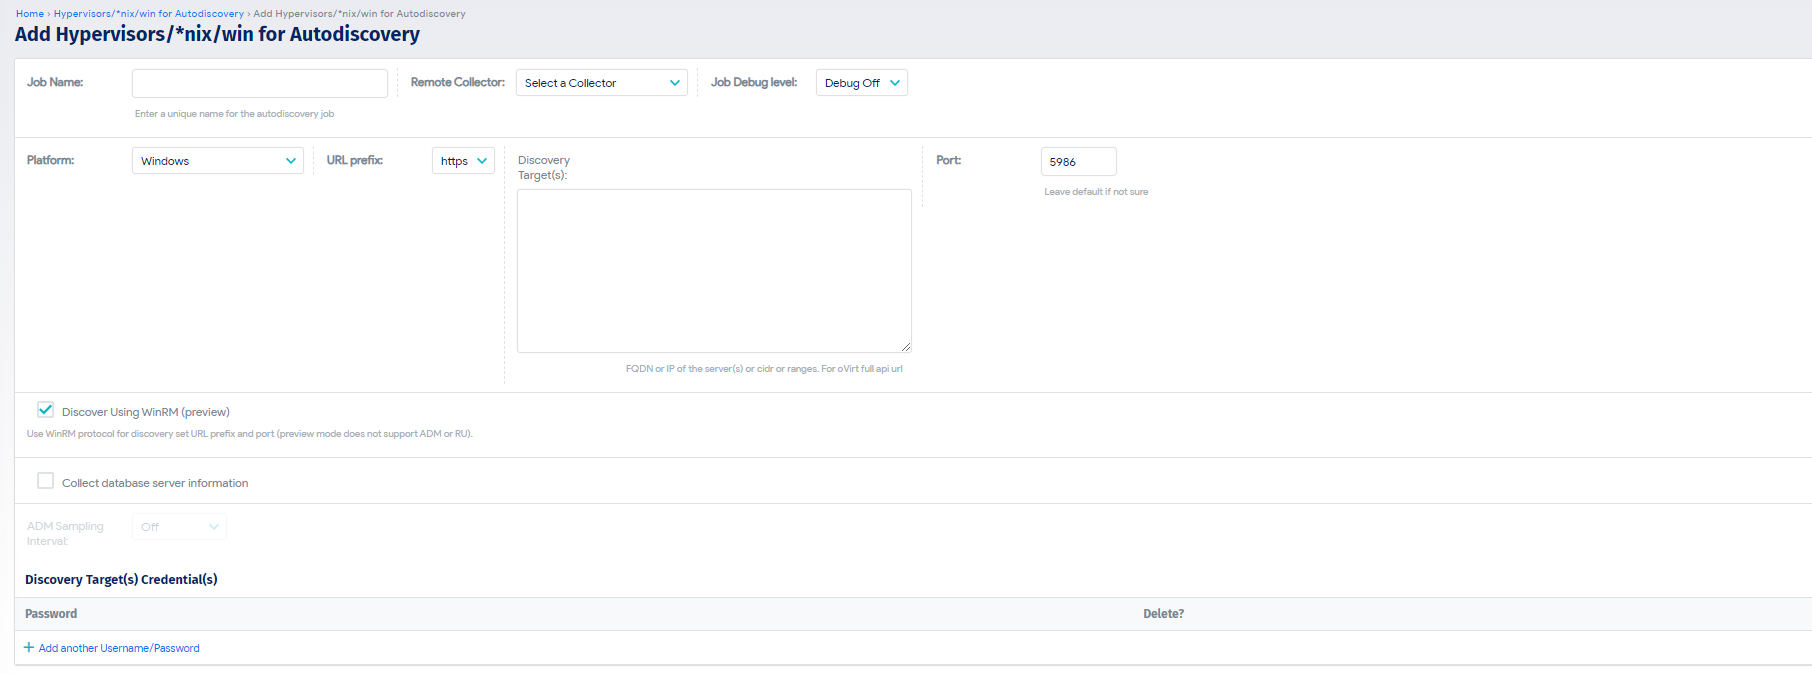 Home › Hypervisors/*nix/win for Autodiscovery › Add Hypervisors/*nix/win for Autodiscovery
Add Hypervisors/*nix/win for Autodiscovery
Job Name:
Remote Collector: Select a Collector
Job Debug level: Debug Off
Enter a unique name for the autodiscovery job
Platform: Windows
URL prefix: https
Discovery
Target(s):
Port: 5986
Leave default if not sure
FQDN or IP of the server(s) or cidr or ranges. For oVirt full api url
Discover Using WinRM (preview)
Use WinRM protocol for discovery set URL prefix and port (preview mode does not support ADM or RU).
Collect database server information
ADM Sampling
Interval:
Off
Discovery Target(s) Credential(s)
Password
Delete?
Add another Username/Password